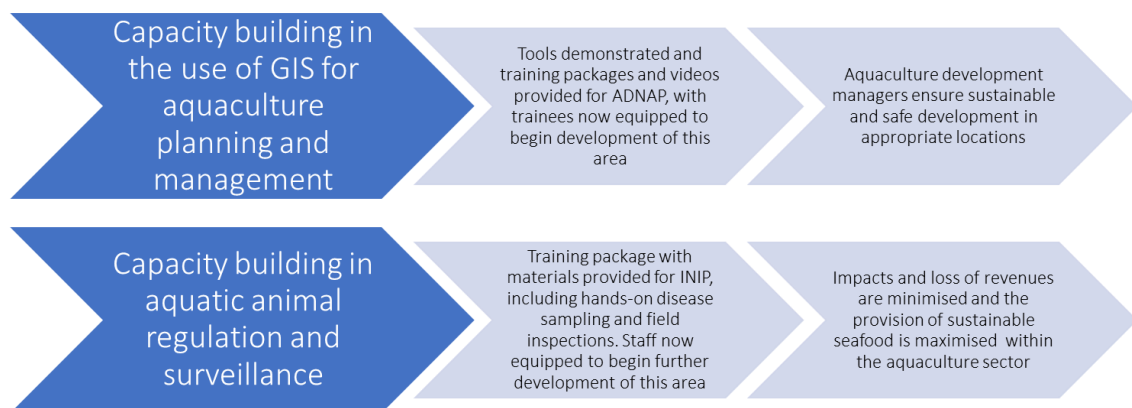 Capacity building in
the use of GIS for
aquaculture
planning and
management
Tools demonstrated and
training packages and videos
provided for ADNAP, with
trainees now equipped to
begin development of this
area
Aquaculture development
managers ensure sustainable
and safe development in
appropriate locations
Capacity building in
aquatic animal
regulation and
surveillance
Training package with
materials provided for INIP,
including hands-on disease
sampling and field
inspections. Staff now
equipped to begin further
development of this area
Impacts and loss of revenues
are minimised and the
provision of sustainable
seafood is maximised within
the aquaculture sector